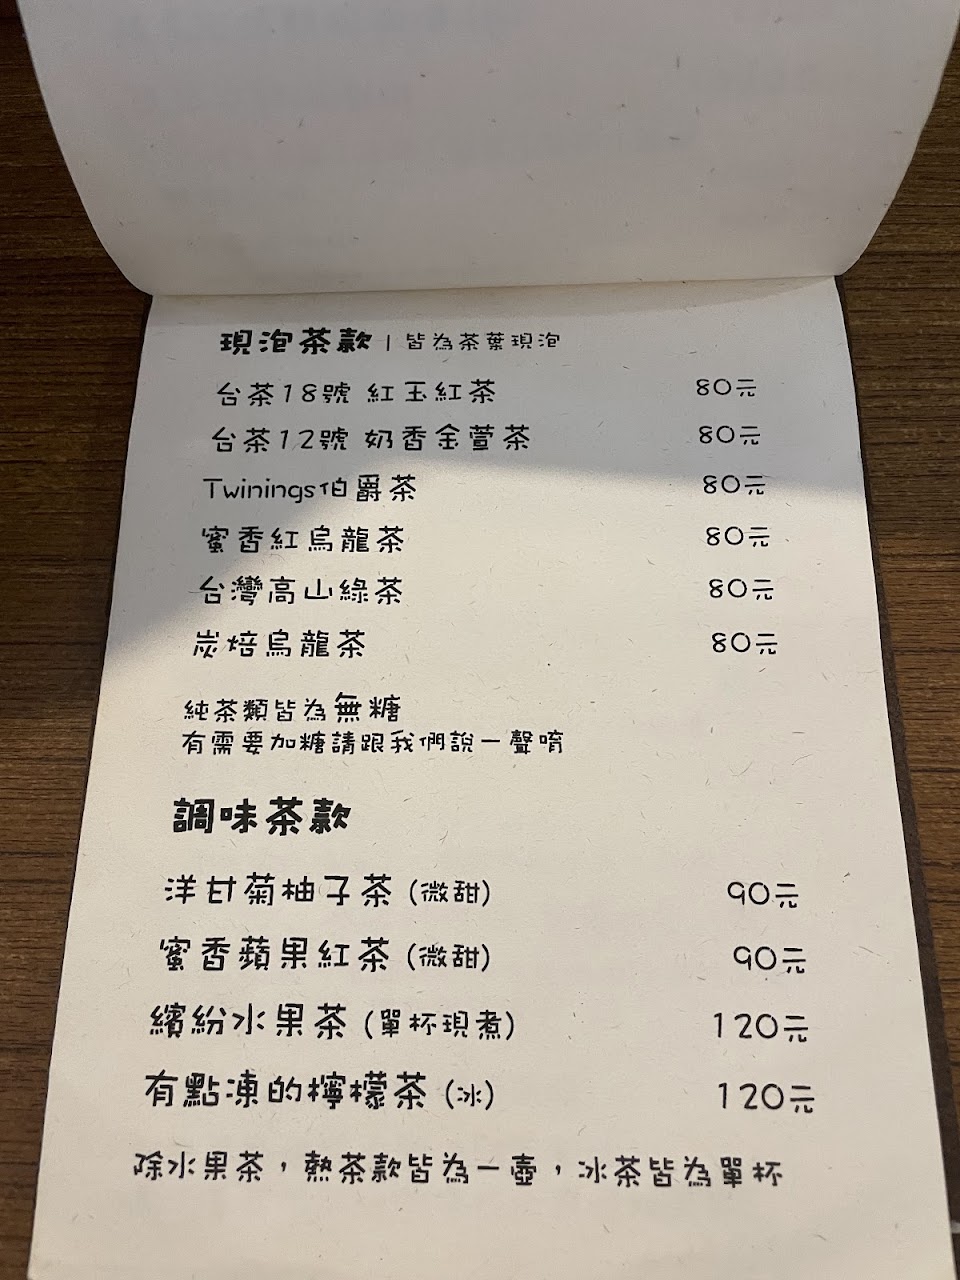 現泡茶款 | 皆為茶葉現泡
台茶18號 紅玉紅茶 80元
台茶12號 奶香金萱茶 80元
Twinings伯爵茶 80元
蜜香紅烏龍茶 80元
台灣高山綠茶 80元
炭焙烏龍茶 80元
純茶類皆為無糖
有需要加糖請跟我們說一聲唷
調味茶款
洋甘菊柚子茶 (微甜) 90元
蜜香蘋果紅茶 (微甜) 90元
繽紛水果茶 (單杯現煮) 120元
有點凍的檸檬茶 (冰) 120元
除水果茶，熱茶款皆為一壺，冰茶皆為單杯